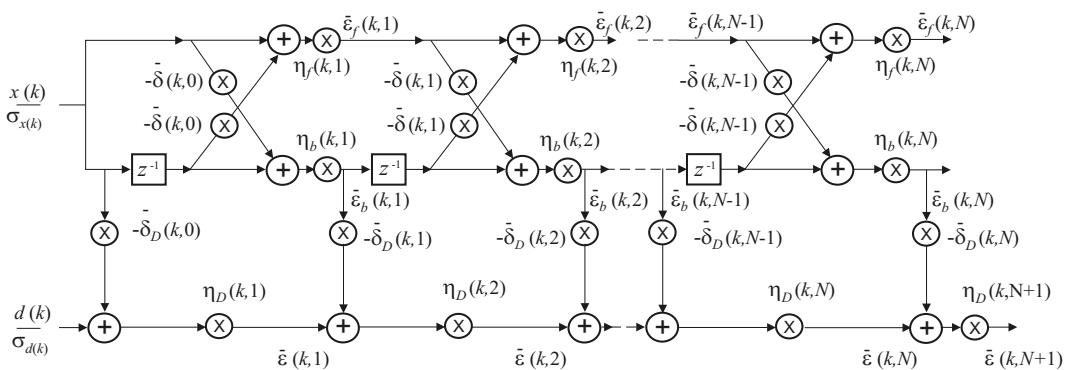 ε̄_f(k,1) ε̄_f(k,2) ε̄_f(k,N-1) ε̄_f(k,N)
+ X + X + X
η_f(k,1) η_f(k,2) η_f(k,N)
-δ̄(k,0) X -δ̄(k,1) X -δ̄(k,N-1) X
x(k)
σ_x(k)
-δ̄(k,0) X -δ̄(k,1) X -δ̄(k,N-1) X
η_b(k,1) η_b(k,2) η_b(k,N)
z⁻¹ + X z⁻¹ + X z⁻¹ + X
ε̄_b(k,1) ε̄_b(k,2) ε̄_b(k,N-1) ε̄_b(k,N)
X X X X X
-δ̄_D(k,0) -δ̄_D(k,1) -δ̄_D(k,2) -δ̄_D(k,N-1) -δ̄_D(k,N)
η_D(k,1) η_D(k,2) η_D(k,N) η_D(k,N+1)
d(k)
σ_d(k)
+ X + X + + X + X
ε̄(k,1) ε̄(k,2) ε̄(k,N) ε̄(k,N+1)